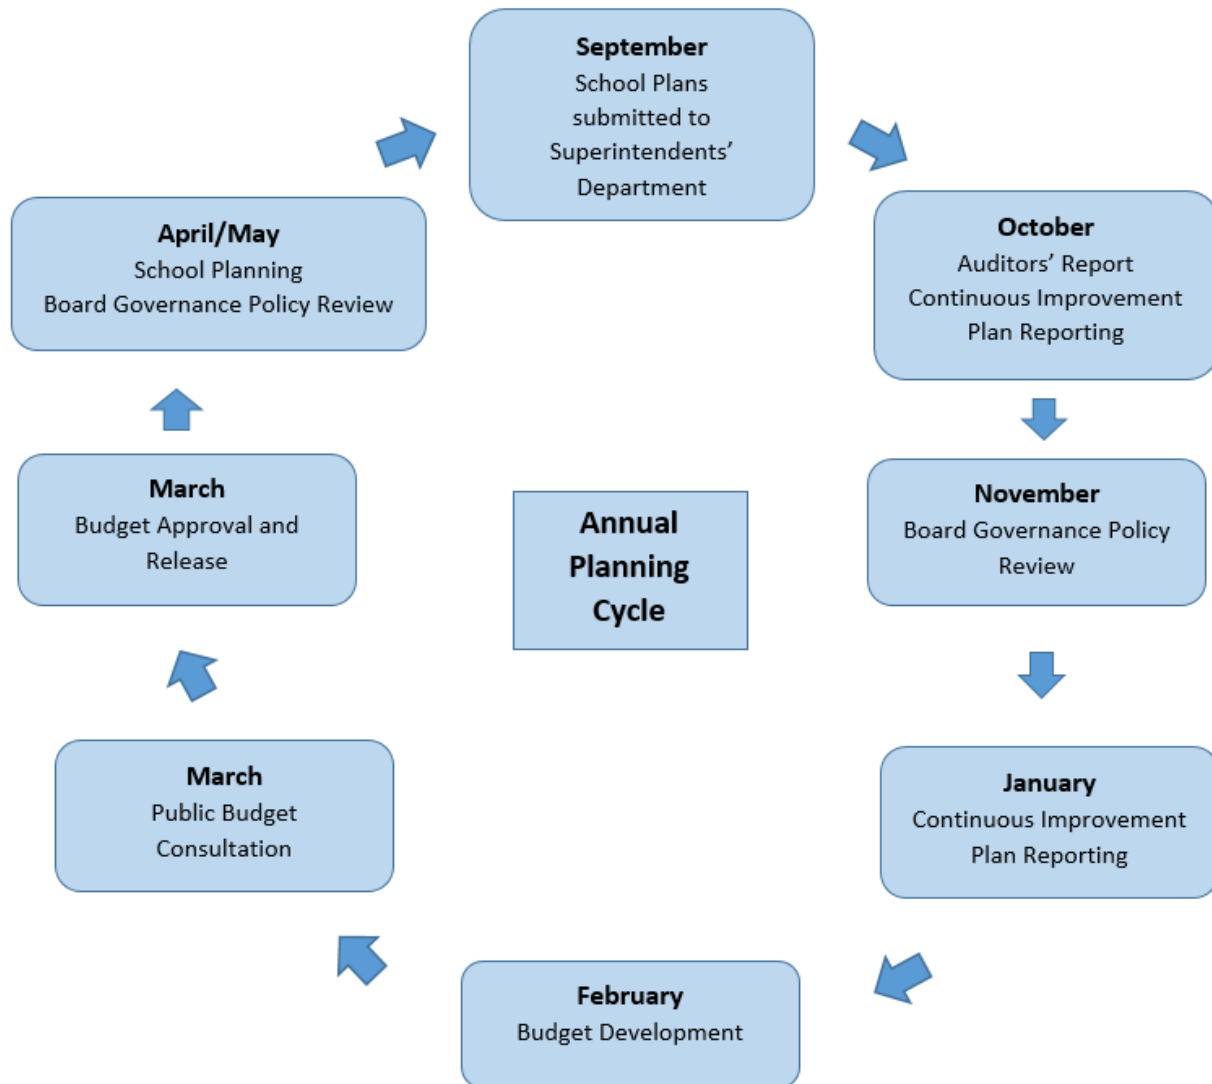 September
School Plans
submitted to
Superintendents’
Department
October
Auditors’ Report
Continuous Improvement
Plan Reporting
November
Board Governance Policy
Review
January
Continuous Improvement
Plan Reporting
February
Budget Development
March
Public Budget
Consultation
March
Budget Approval and
Release
April/May
School Planning
Board Governance Policy Review
Annual
Planning
Cycle